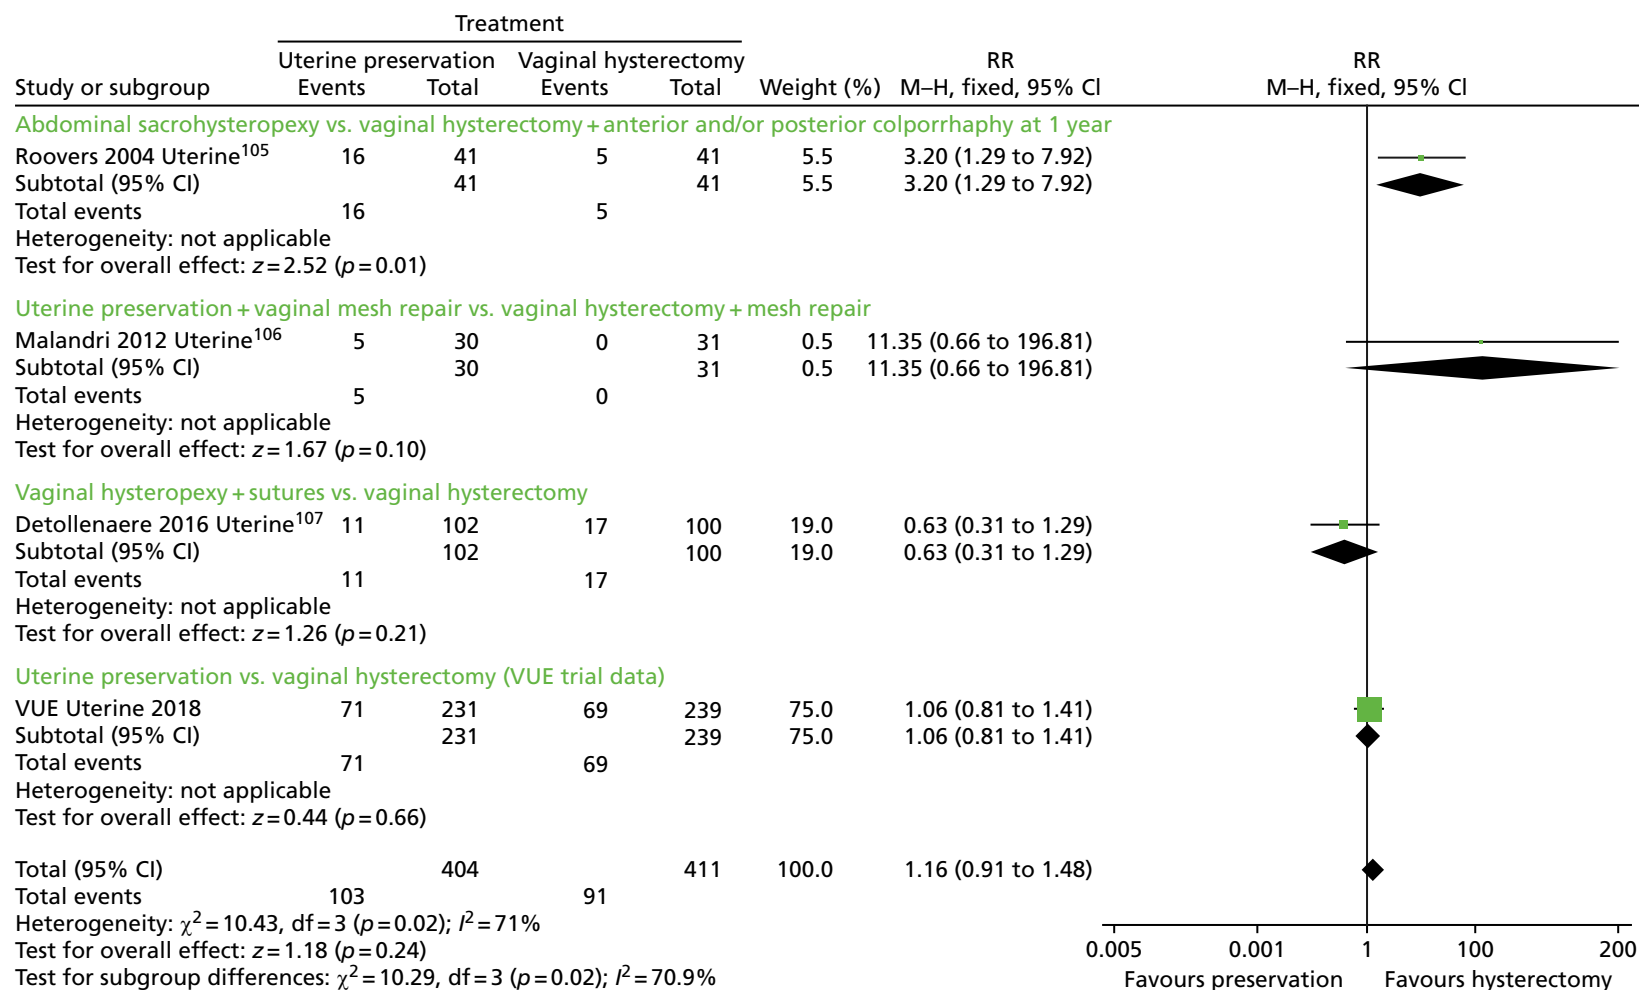 Treatment
Uterine preservation Vaginal hysterectomy RR RR
Study or subgroup Events Total Events Total Weight (%) M–H, fixed, 95% CI M–H, fixed, 95% CI
Abdominal sacrohysteropexy vs. vaginal hysterectomy + anterior and/or posterior colporrhaphy at 1 year
Roovers 2004 Uterine105 16 41 5 41 5.5 3.20 (1.29 to 7.92)
Subtotal (95% CI) 41 41 5.5 3.20 (1.29 to 7.92)
Total events 16 5
Heterogeneity: not applicable
Test for overall effect: z = 2.52 (p = 0.01)
Uterine preservation + vaginal mesh repair vs. vaginal hysterectomy + mesh repair
Malandri 2012 Uterine106 5 30 0 31 0.5 11.35 (0.66 to 196.81)
Subtotal (95% CI) 30 31 0.5 11.35 (0.66 to 196.81)
Total events 5 0
Heterogeneity: not applicable
Test for overall effect: z = 1.67 (p = 0.10)
Vaginal hysteropexy + sutures vs. vaginal hysterectomy
Detollenaere 2016 Uterine107 11 102 17 100 19.0 0.63 (0.31 to 1.29)
Subtotal (95% CI) 102 100 19.0 0.63 (0.31 to 1.29)
Total events 11 17
Heterogeneity: not applicable
Test for overall effect: z = 1.26 (p = 0.21)
Uterine preservation vs. vaginal hysterectomy (VUE trial data)
VUE Uterine 2018 71 231 69 239 75.0 1.06 (0.81 to 1.41)
Subtotal (95% CI) 231 239 75.0 1.06 (0.81 to 1.41)
Total events 71 69
Heterogeneity: not applicable
Test for overall effect: z = 0.44 (p = 0.66)
Total (95% CI) 404 411 100.0 1.16 (0.91 to 1.48)
Total events 103 91
Heterogeneity: χ2 = 10.43, df = 3 (p = 0.02); I2 = 71%
Test for overall effect: z = 1.18 (p = 0.24)
Test for subgroup differences: χ2 = 10.29, df = 3 (p = 0.02); I2 = 70.9%
0.005 0.001 1 100 200
Favours preservation Favours hysterectomy